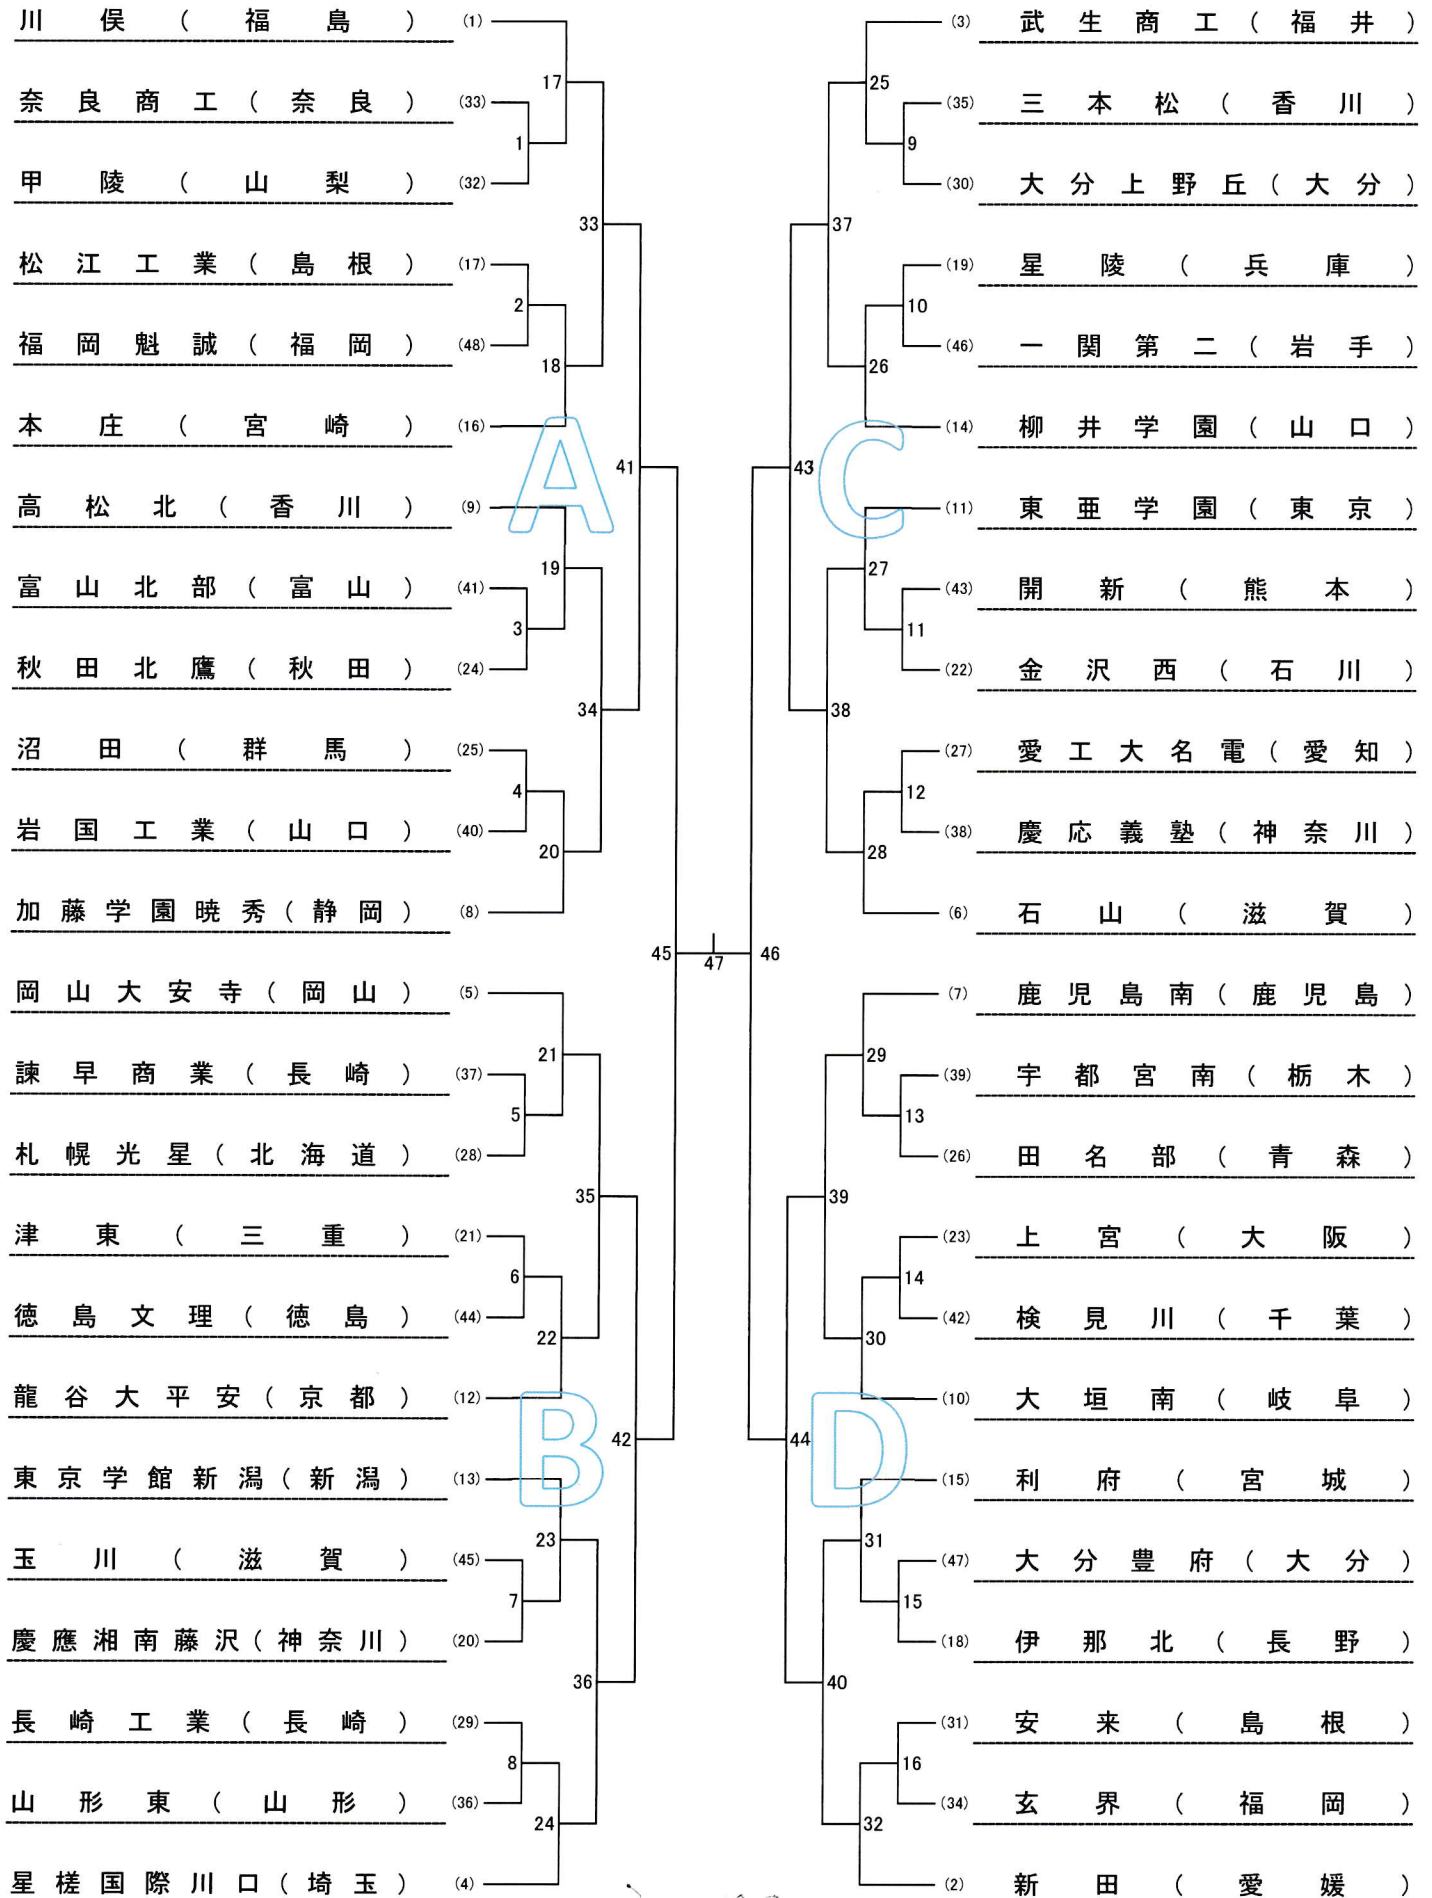 川俣(福島) (1)
奈良商工(奈良) (33)
甲陵(山梨) (32)
松江工業(島根) (17)
福岡魁誠(福岡) (48)
本庄(宮崎) (16)
高松北(香川) (9)
富山北部(富山) (41)
秋田北鷹(秋田) (24)
沼田(群馬) (25)
岩国工業(山口) (40)
加藤学園暁秀(静岡) (8)
岡山大安寺(岡山) (5)
諫早商業(長崎) (37)
札幌光星(北海道) (28)
津東(三重) (21)
徳島文理(徳島) (44)
龍谷大平安(京都) (12)
東京学館新潟(新潟) (13)
玉川(滋賀) (45)
慶應湘南藤沢(神奈川) (20)
長崎工業(長崎) (29)
山形東(山形) (36)
星槎国際川口(埼玉) (4)
17
1
33
2
18
A
41
19
3
34
4
20
45
21
5
35
6
22
B
42
23
7
36
8
24
47
46
25
9
37
10
26
43
C
27
11
38
12
28
29
13
39
14
30
44
D
31
15
40
16
32
(3) 武生商工(福井)
(35) 三本松(香川)
(30) 大分上野丘(大分)
(19) 星陵(兵庫)
(46) 一関第二(岩手)
(14) 柳井学園(山口)
(11) 東亜学園(東京)
(43) 開新(熊本)
(22) 金沢西(石川)
(27) 愛工大名電(愛知)
(38) 慶応義塾(神奈川)
(6) 石山(滋賀)
(7) 鹿児島南(鹿児島)
(39) 宇都宮南(栃木)
(26) 田名部(青森)
(23) 上宮(大阪)
(42) 検見川(千葉)
(10) 大垣南(岐阜)
(15) 利府(宮城)
(47) 大分豊府(大分)
(18) 伊那北(長野)
(31) 安来(島根)
(34) 玄界(福岡)
(2) 新田(愛媛)